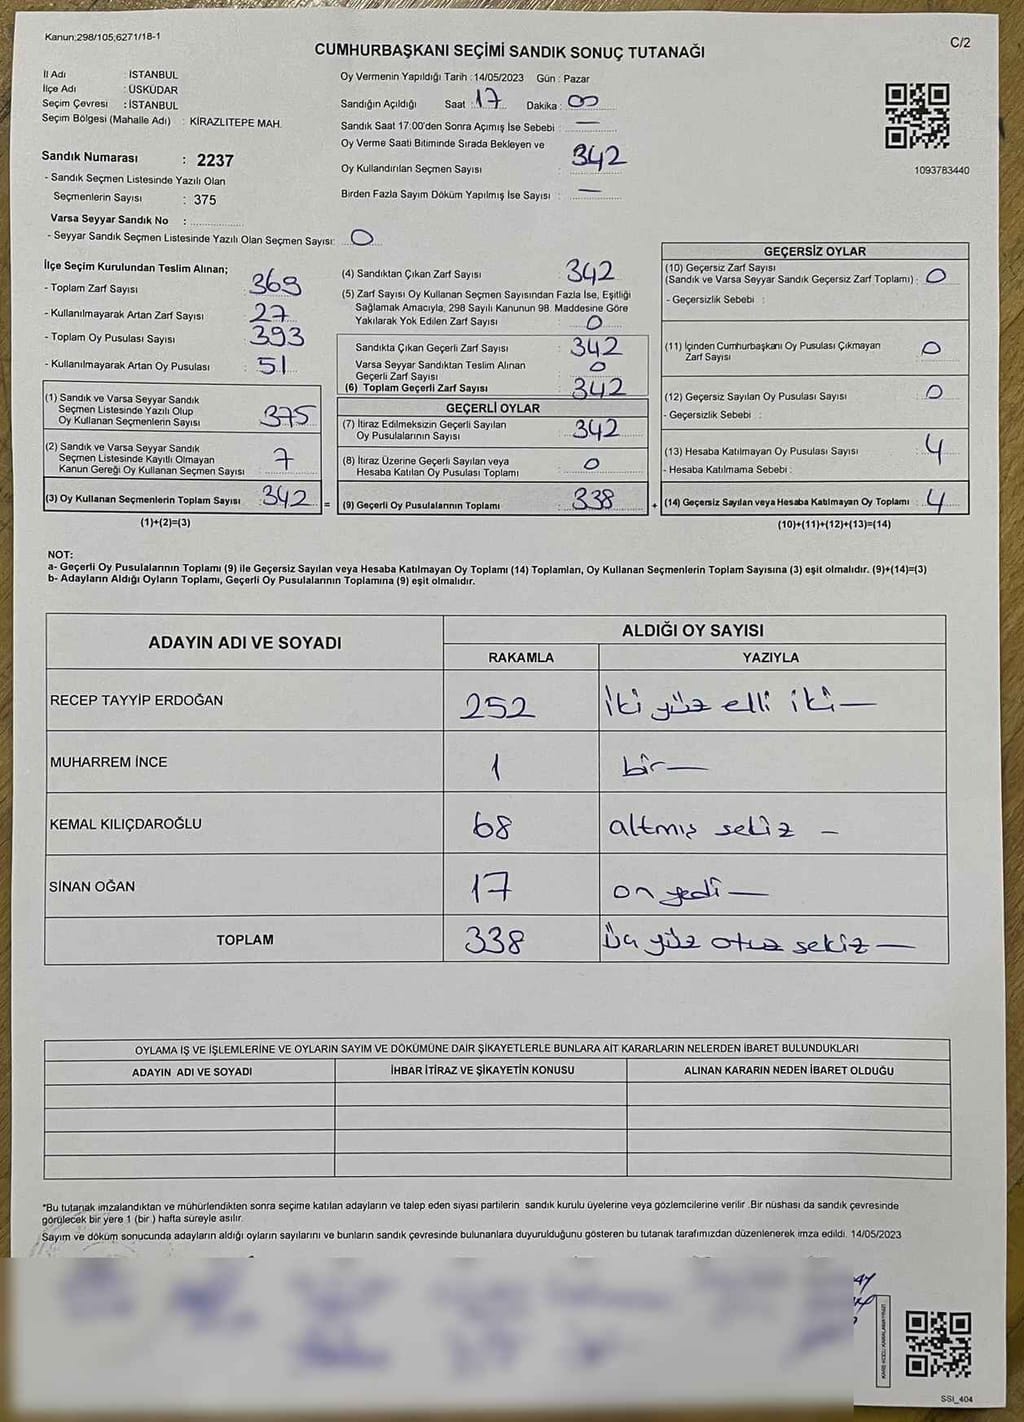 Kanun:298/105,6271/18-1
C/2
CUMHURBAŞKANI SEÇİMİ SANDIK SONUÇ TUTANAĞI
İl Adı : İSTANBUL
İlçe Adı : ÜSKÜDAR
Seçim Çevresi : İSTANBUL
Seçim Bölgesi (Mahalle Adı) : KİRAZLITEPE MAH.
Sandık Numarası : 2237
- Sandık Seçmen Listesinde Yazılı Olan
Seçmenlerin Sayısı : 375
Varsa Seyyar Sandık No :
- Seyyar Sandık Seçmen Listesinde Yazılı Olan Seçmen Sayısı: 0
Oy Vermenin Yapıldığı Tarih : 14/05/2023 Gün : Pazar
Sandığın Açıldığı Saat : 17 Dakika : 00
Sandık Saat 17:00'den Sonra Açımış İse Sebebi : —
Oy Verme Saati Bitiminde Sırada Bekleyen ve
Oy Kullandırılan Seçmen Sayısı : 342
Birden Fazla Sayım Döküm Yapılmış İse Sayısı : —
1093783440
İlçe Seçim Kurulundan Teslim Alınan;
- Toplam Zarf Sayısı : 369
- Kullanılmayarak Artan Zarf Sayısı : 27
- Toplam Oy Pusulası Sayısı : 393
- Kullanılmayarak Artan Oy Pusulası : 51
(1) Sandık ve Varsa Seyyar Sandık
Seçmen Listesinde Yazılı Olup
Oy Kullanan Seçmenlerin Sayısı : 375
(2) Sandık ve Varsa Seyyar Sandık
Seçmen Listesinde Kayıtlı Olmayan
Kanun Gereği Oy Kullanan Seçmen Sayısı : 7
(3) Oy Kullanan Seçmenlerin Toplam Sayısı : 342 =
(1)+(2)=(3)
(4) Sandıktan Çıkan Zarf Sayısı : 342
(5) Zarf Sayısı Oy Kullanan Seçmen Sayısından Fazla İse, Eşitliği
Sağlamak Amacıyla, 298 Sayılı Kanunun 98. Maddesine Göre
Yakılarak Yok Edilen Zarf Sayısı : 0
Sandıkta Çıkan Geçerli Zarf Sayısı : 342
Varsa Seyyar Sandıktan Teslim Alınan
Geçerli Zarf Sayısı : 0
(6) Toplam Geçerli Zarf Sayısı : 342
GEÇERLİ OYLAR
(7) İtiraz Edilmeksizin Geçerli Sayılan
Oy Pusulalarının Sayısı : 342
(8) İtiraz Üzerine Geçerli Sayılan veya
Hesaba Katılan Oy Pusulası Toplamı : 0
(9) Geçerli Oy Pusulalarının Toplamı : 338 +
GEÇERSİZ OYLAR
(10) Geçersiz Zarf Sayısı
(Sandık ve Varsa Seyyar Sandık Geçersiz Zarf Toplamı) : 0
- Geçersizlik Sebebi :
(11) İçinden Cumhurbaşkanı Oy Pusulası Çıkmayan
Zarf Sayısı : 0
(12) Geçersiz Sayılan Oy Pusulası Sayısı : 0
- Geçersizlik Sebebi :
(13) Hesaba Katılmayan Oy Pusulası Sayısı : 4
- Hesaba Katılmama Sebebi :
(14) Geçersiz Sayılan veya Hesaba Katılmayan Oy Toplamı : 4
(10)+(11)+(12)+(13)=(14)
NOT:
a- Geçerli Oy Pusulalarının Toplamı (9) ile Geçersiz Sayılan veya Hesaba Katılmayan Oy Toplamı (14) Toplamları, Oy Kullanan Seçmenlerin Toplam Sayısına (3) eşit olmalıdır. (9)+(14)=(3)
b- Adayların Aldığı Oyların Toplamı, Geçerli Oy Pusulalarının Toplamına (9) eşit olmalıdır.
ADAYIN ADI VE SOYADI ALDIĞI OY SAYISI
RAKAMLA YAZIYLA
RECEP TAYYİP ERDOĞAN 252 İki yüz elli iki —
MUHARREM İNCE 1 bir —
KEMAL KILIÇDAROĞLU 68 altmış sekiz —
SİNAN OĞAN 17 on yedi —
TOPLAM 338 üç yüz otuz sekiz —
OYLAMA İŞ VE İŞLEMLERİNE VE OYLARIN SAYIM VE DÖKÜMÜNE DAİR ŞİKAYETLERLE BUNLARA AİT KARARLARIN NELERDEN İBARET BULUNDUKLARI
ADAYIN ADI VE SOYADI İHBAR İTİRAZ VE ŞİKAYETİN KONUSU ALINAN KARARIN NEDEN İBARET OLDUĞU
*Bu tutanak imzalandıktan ve mühürlendikten sonra seçime katılan adayların ve talep eden siyasi partilerin sandık kurulu üyelerine veya gözlemcilerine verilir .Bir nüshası da sandık çevresinde
görülecek bir yere 1 (bir ) hafta süreyle asılır.
Sayım ve döküm sonucunda adayların aldığı oyların sayılarını ve bunların sandık çevresinde bulunanlara duyurulduğunu gösteren bu tutanak tarafımızdan düzenlenerek imza edildi. 14/05/2023
SSI_404